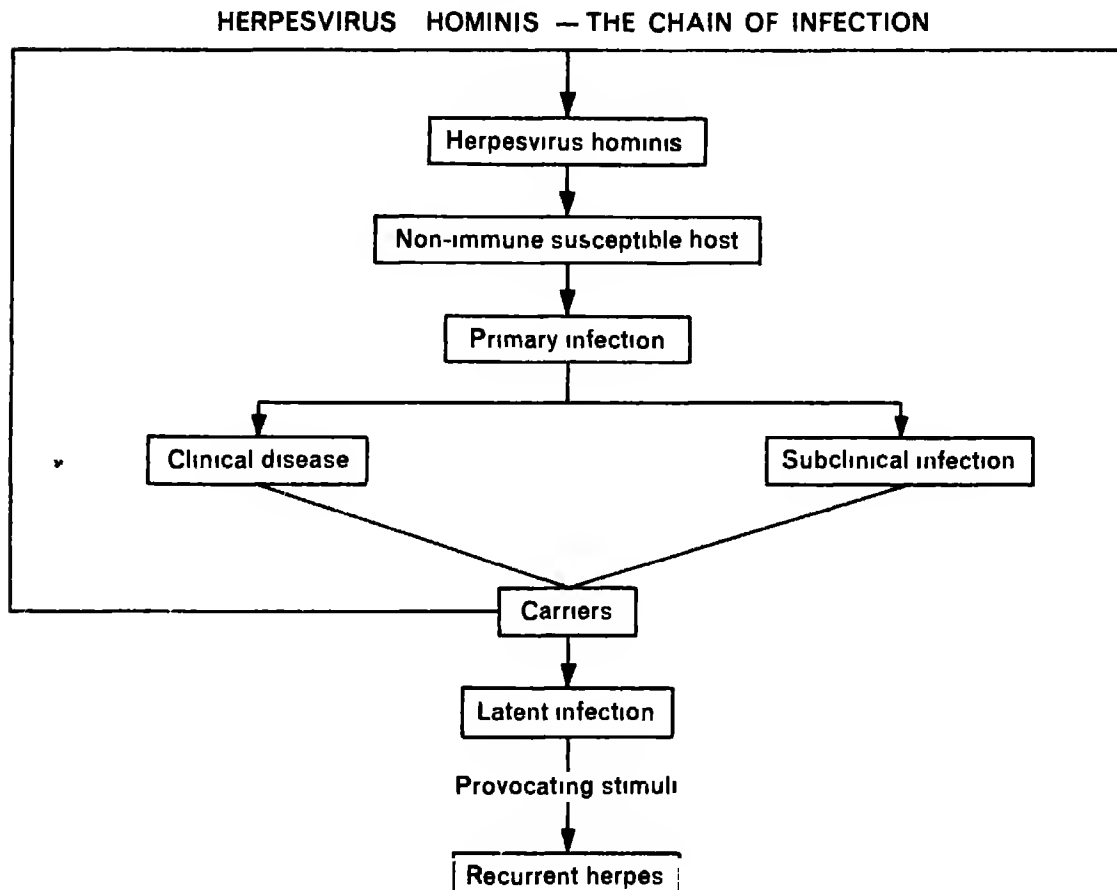 HERPESVIRUS HOMINIS — THE CHAIN OF INFECTION
Herpesvirus hominis
Non-immune susceptible host
Primary infection
Clinical disease
Subclinical infection
Carriers
Latent infection
Provocating stimuli
Recurrent herpes